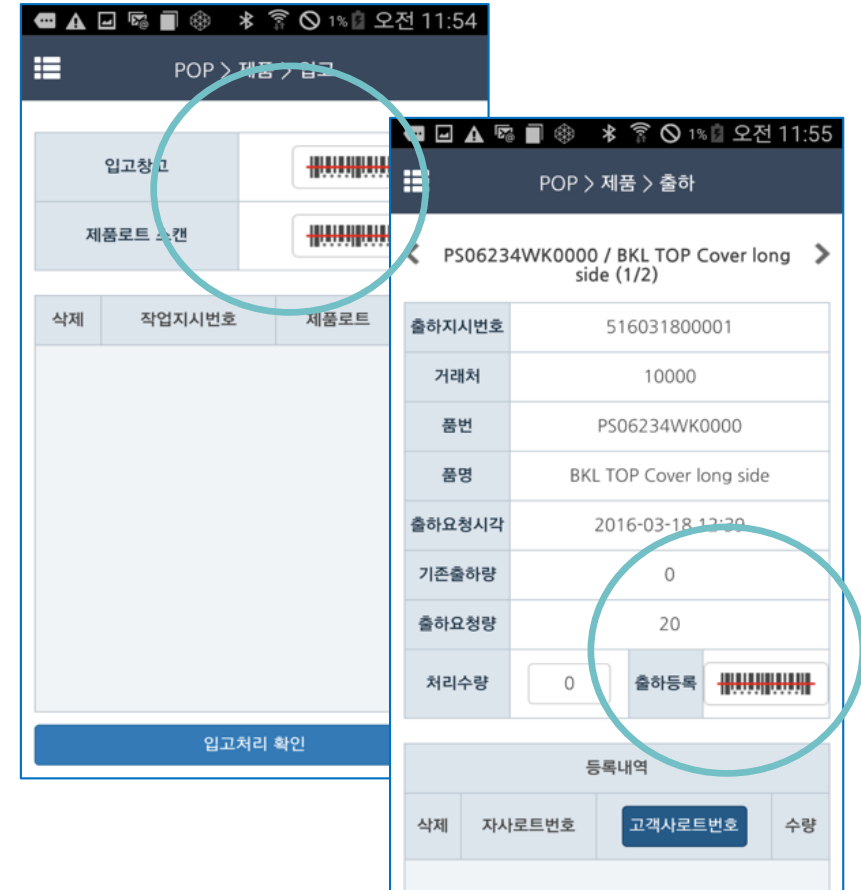 1% 오전 11:54
POP > 제품 > 입고
입고창고
제품로트 스캔
삭제 작업지시번호 제품로트
입고처리 확인
1% 오전 11:55
POP > 제품 > 출하
PS06234WK0000 / BKL TOP Cover long
side (1/2)
출하지시번호 516031800001
거래처 10000
품번 PS06234WK0000
품명 BKL TOP Cover long side
출하요청시각 2016-03-18 12:39
기존출하량 0
출하요청량 20
처리수량 0 출하등록
등록내역
삭제 자사로트번호 고객사로트번호 수량